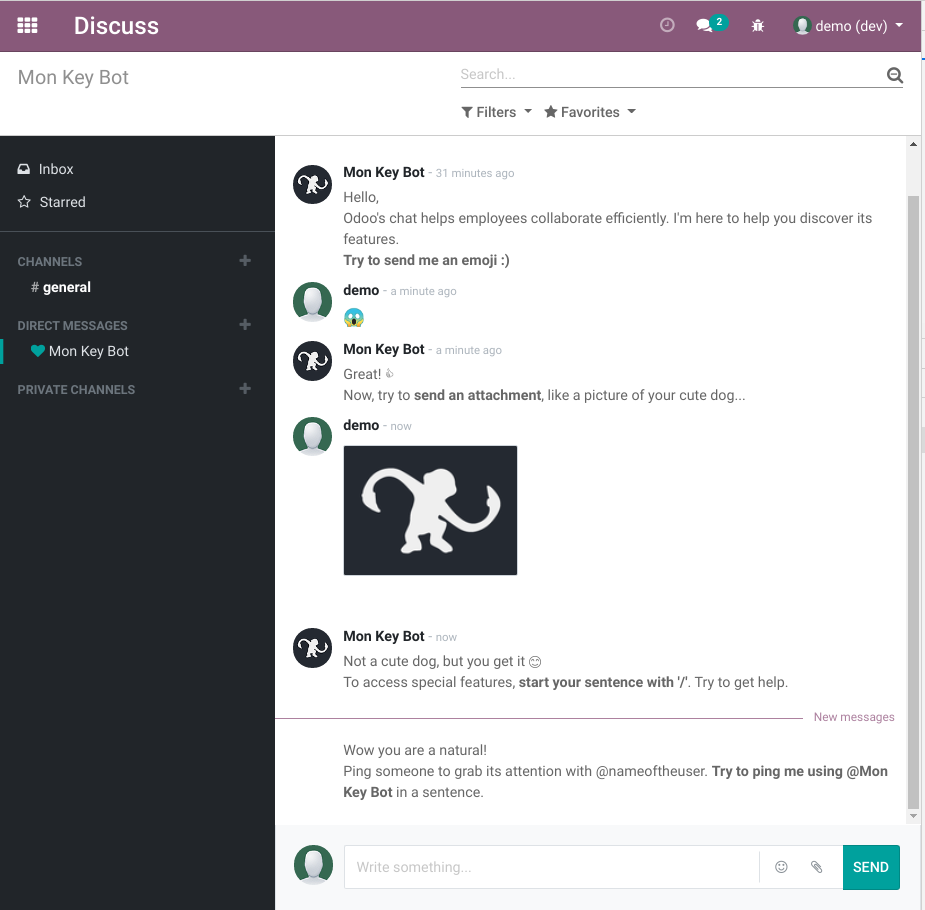 Discuss
2
demo (dev)
Mon Key Bot
Search...
Filters
Favorites
Inbox
Starred
CHANNELS
# general
DIRECT MESSAGES
Mon Key Bot
PRIVATE CHANNELS
Mon Key Bot - 31 minutes ago
Hello,
Odoo's chat helps employees collaborate efficiently. I'm here to help you discover its
features.
Try to send me an emoji :)
demo - a minute ago
😱
Mon Key Bot - a minute ago
Great! 👍
Now, try to send an attachment, like a picture of your cute dog...
demo - now
Mon Key Bot - now
Not a cute dog, but you get it 😊
To access special features, start your sentence with '/'. Try to get help.
New messages
Wow you are a natural!
Ping someone to grab its attention with @nameoftheuser. Try to ping me using @Mon
Key Bot in a sentence.
Write something...
SEND